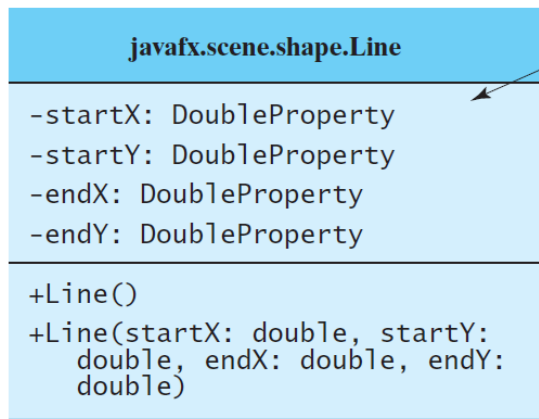 javafx.scene.shape.Line
-startX: DoubleProperty
-startY: DoubleProperty
-endX: DoubleProperty
-endY: DoubleProperty
+Line()
+Line(startX: double, startY:
double, endX: double, endY:
double)